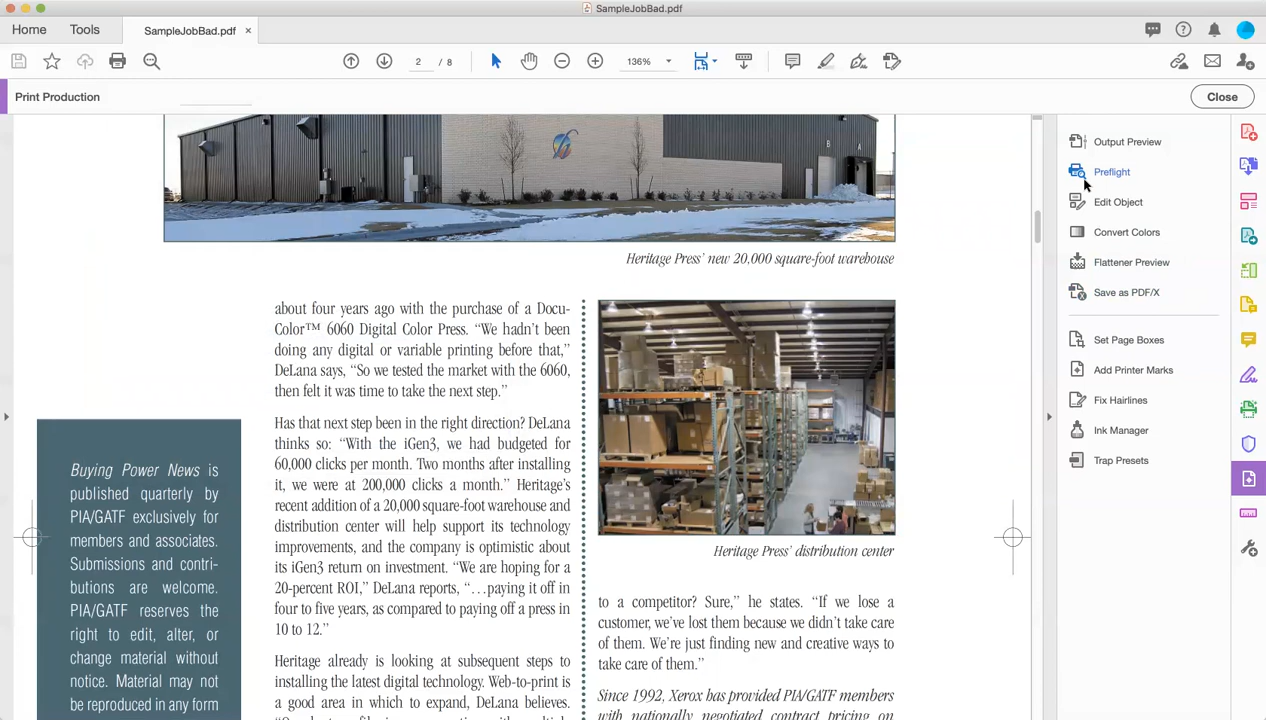 SampleJobBad.pdf
Home
Tools
SampleJobBad.pdf ×
2 / 8
136%
Print Production
Close
Heritage Press’ new 20,000 square-foot warehouse
about four years ago with the purchase of a Docu-
Color™ 6060 Digital Color Press. “We hadn’t been
doing any digital or variable printing before that,”
DeLana says, “So we tested the market with the 6060,
then felt it was time to take the next step.”
Has that next step been in the right direction? DeLana
thinks so: “With the iGen3, we had budgeted for
60,000 clicks per month. Two months after installing
it, we were at 200,000 clicks a month.” Heritage’s
recent addition of a 20,000 square-foot warehouse and
distribution center will help support its technology
improvements, and the company is optimistic about
its iGen3 return on investment. “We are hoping for a
20-percent ROI,” DeLana reports, “…paying it off in
four to five years, as compared to paying off a press in
10 to 12.”
Heritage already is looking at subsequent steps to
installing the latest digital technology. Web-to-print is
a good area in which to expand, DeLana believes.
Buying Power News is
published quarterly by
PIA/GATF exclusively for
members and associates.
Submissions and contri-
butions are welcome.
PIA/GATF reserves the
right to edit, alter, or
change material without
notice. Material may not
be reproduced in any form
B
A
Heritage Press’ distribution center
to a competitor? Sure,” he states. “If we lose a
customer, we’ve lost them because we didn’t take care
of them. We’re just finding new and creative ways to
take care of them.”
Since 1992, Xerox has provided PIA/GATF members
with nationally negotiated contract pricing on
Output Preview
Preflight
Edit Object
Convert Colors
Flattener Preview
Save as PDF/X
Set Page Boxes
Add Printer Marks
Fix Hairlines
Ink Manager
Trap Presets